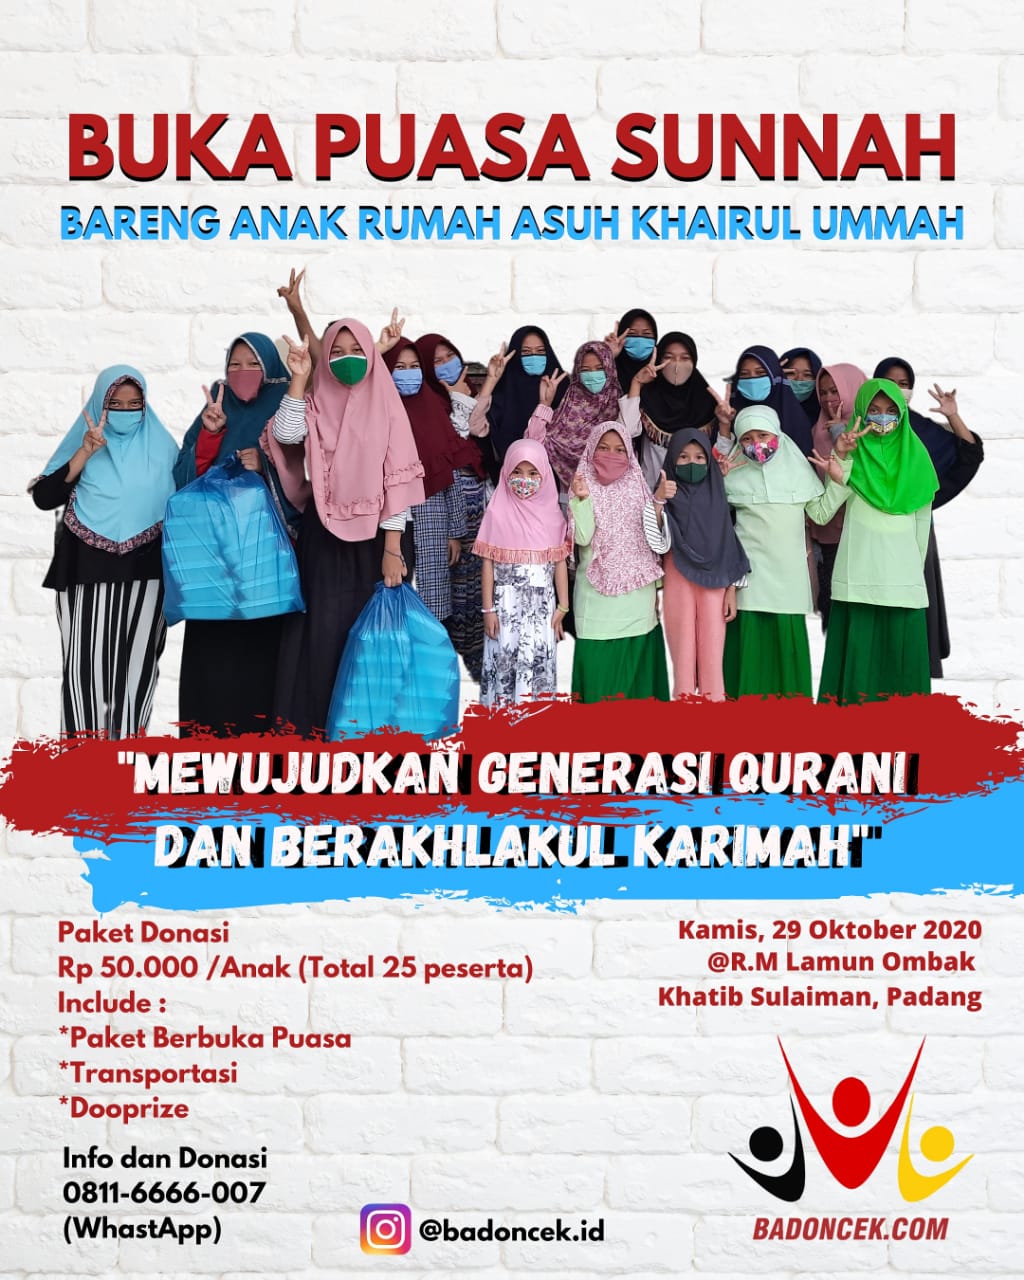 BUKA PUASA SUNNAH
BARENG ANAK RUMAH ASUH KHAIRUL UMMAH
"MEWUJUDKAN GENERASI QURANI
DAN BERAKHLAKUL KARIMAH"
Paket Donasi
Rp 50.000 /Anak (Total 25 peserta)
Include :
*Paket Berbuka Puasa
*Transportasi
*Dooprize
Info dan Donasi
0811-6666-007
(WhastApp)
Kamis, 29 Oktober 2020
@R.M Lamun Ombak
Khatib Sulaiman, Padang
@badoncek.id
BADONCEK.COM